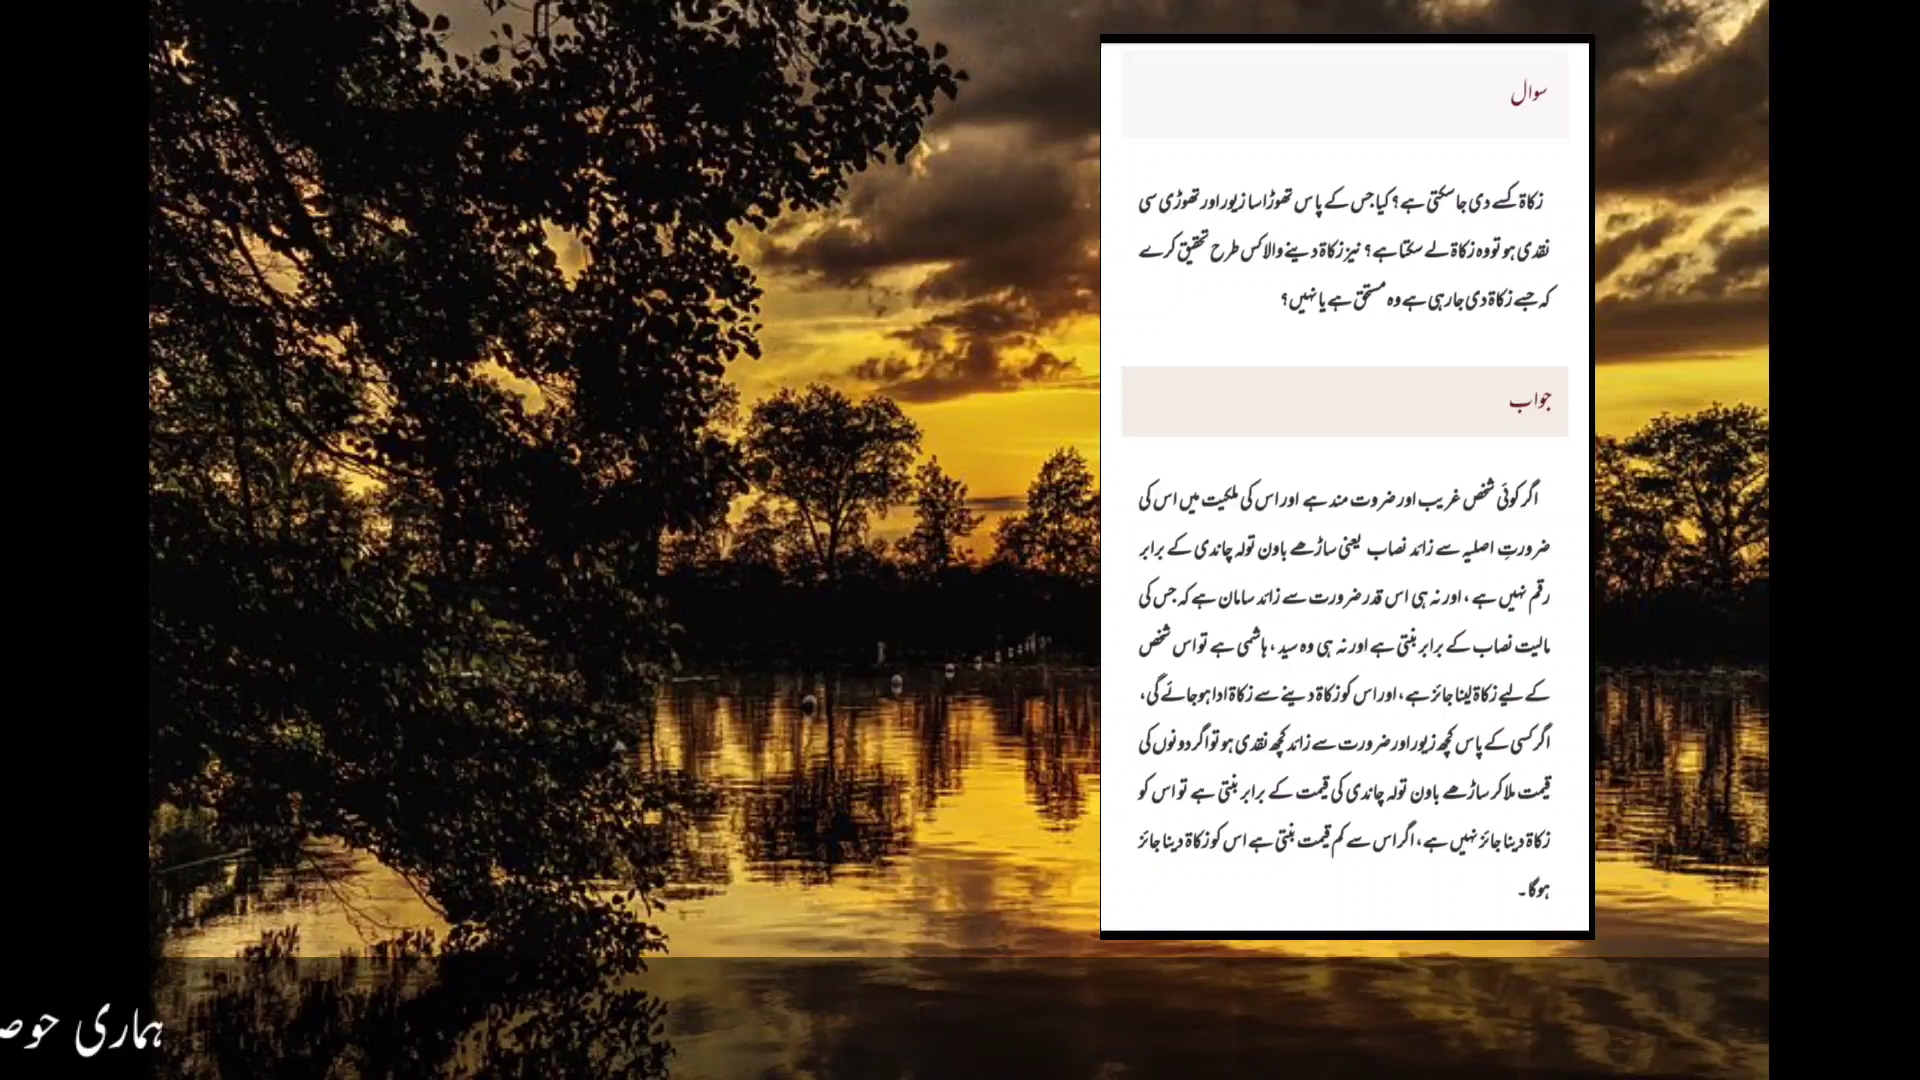 سوال
زکاۃ کسے دی جا سکتی ہے؟ کیا جس کے پاس تھوڑا سا زیور اور تھوڑی سی
نقدی ہو تو وہ زکاۃ لے سکتا ہے؟ نیز زکاۃ دینے والا کس طرح تحقیق کرے
کہ جسے زکاۃ دی جارہی ہے وہ مستحق ہے یا نہیں؟
جواب
اگر کوئی شخص غریب اور ضروت مند ہے اور اس کی ملکیت میں اس کی
ضرورتِ اصلیہ سے زائد نصاب یعنی ساڑھے باون تولہ چاندی کے برابر
رقم نہیں ہے ، اور نہ ہی اس قدر ضرورت سے زائد سامان ہے کہ جس کی
مالیت نصاب کے برابر بنتی ہے اور نہ ہی وہ سید ، ہاشمی ہے تو اس شخص
کے لیے زکاۃ لینا جائز ہے، اور اس کو زکاۃ دینے سے زکاۃ ادا ہوجائے گی،
اگر کسی کے پاس کچھ زیور اور ضرورت سے زائد کچھ نقدی ہو تو اگر دونوں کی
قیمت ملاکر ساڑھے باون تولہ چاندی کی قیمت کے برابر بنتی ہے تو اس کو
زکاۃ دینا جائز نہیں ہے، اگر اس سے کم قیمت بنتی ہے اس کو زکاۃ دینا جائز
ہوگا۔
ہماری